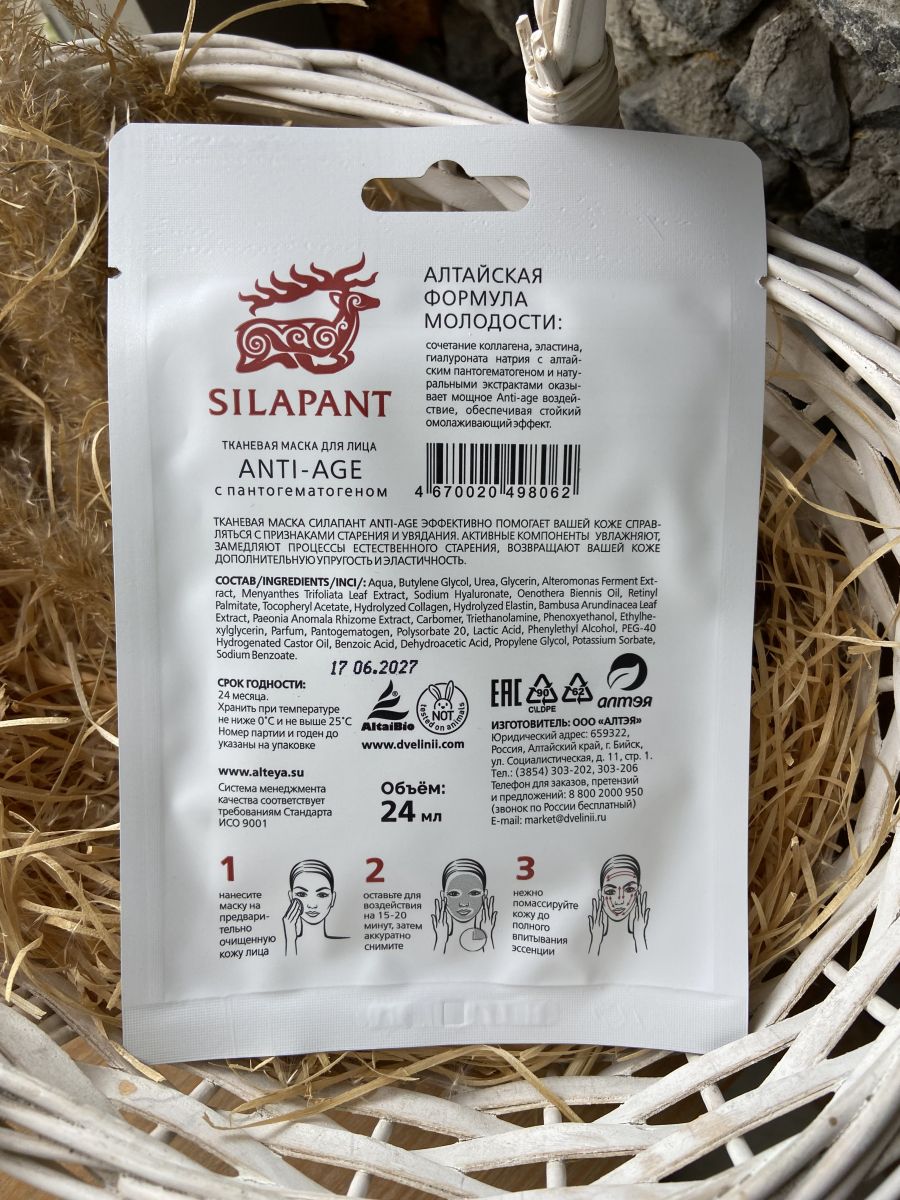 SILAPANT
ТКАНЕВАЯ МАСКА ДЛЯ ЛИЦА
ANTI-AGE
С ПАНТОГЕМАТОГЕНОМ
АЛТАЙСКАЯ
ФОРМУЛА
МОЛОДОСТИ:
сочетание коллагена, эластина,
гиалуроната натрия с алтай-
ским пантогематогеном и нату-
ральными экстрактами оказы-
вает мощное Anti-age воздей-
ствие, обеспечивая стойкий
омолаживающий эффект.
4 670020 498062
ТКАНЕВАЯ МАСКА СИЛАПАНТ ANTI-AGE ЭФФЕКТИВНО ПОМОГАЕТ ВАШЕЙ КОЖЕ СПРАВ-
ЛЯТЬСЯ С ПРИЗНАКАМИ СТАРЕНИЯ И УВЯДАНИЯ. АКТИВНЫЕ КОМПОНЕНТЫ УВЛАЖНЯЮТ,
ЗАМЕДЛЯЮТ ПРОЦЕССЫ ЕСТЕСТВЕННОГО СТАРЕНИЯ, ВОЗВРАЩАЮТ ВАШЕЙ КОЖЕ
ДОПОЛНИТЕЛЬНУЮ УПРУГОСТЬ И ЭЛАСТИЧНОСТЬ.
СОСТАВ/INGREDIENTS/INCI/: Aqua, Butylene Glycol, Urea, Glycerin, Alteromonas Ferment Ext-
ract, Menyanthes Trifoliata Leaf Extract, Sodium Hyaluronate, Oenothera Biennis Oil, Retinyl
Palmitate, Tocopheryl Acetate, Hydrolyzed Collagen, Hydrolyzed Elastin, Bambusa Arundinacea Leaf
Extract, Paeonia Anomala Rhizome Extract, Carbomer, Triethanolamine, Phenoxyethanol, Ethylhe-
xylglycerin, Parfum, Pantogematogen, Polysorbate 20, Lactic Acid, Phenylethyl Alcohol, PEG-40
Hydrogenated Castor Oil, Benzoic Acid, Dehydroacetic Acid, Propylene Glycol, Potassium Sorbate,
Sodium Benzoate.
17 06.2027
СРОК ГОДНОСТИ:
24 месяца.
Хранить при температуре
не ниже 0°С и не выше 25°С
Номер партии и годен до
указаны на упаковке
www.alteya.su
Система менеджмента
качества соответствует
требованиям Стандарта
ИСО 9001
AltaiBio
NOT
tested on animals
www.dvelinii.com
Объём:
24 мл
EAC
90
C\LDPE
62
алтэя
ИЗГОТОВИТЕЛЬ: ООО «АЛТЭЯ»
Юридический адрес: 659322,
Россия, Алтайский край, г. Бийск,
ул. Социалистическая, д. 11, стр. 1.
Тел.: (3854) 303-202, 303-206
Телефон для заказов, претензий
и предложений: 8 800 2000 950
(звонок по России бесплатный)
E-mail: market@dvelinii.ru
1
нанесите
маску на
предвари-
тельно
очищенную
кожу лица
2
оставьте для
воздействия
на 15-20
минут, затем
аккуратно
снимите
3
нежно
помассируйте
кожу до
полного
впитывания
эссенции